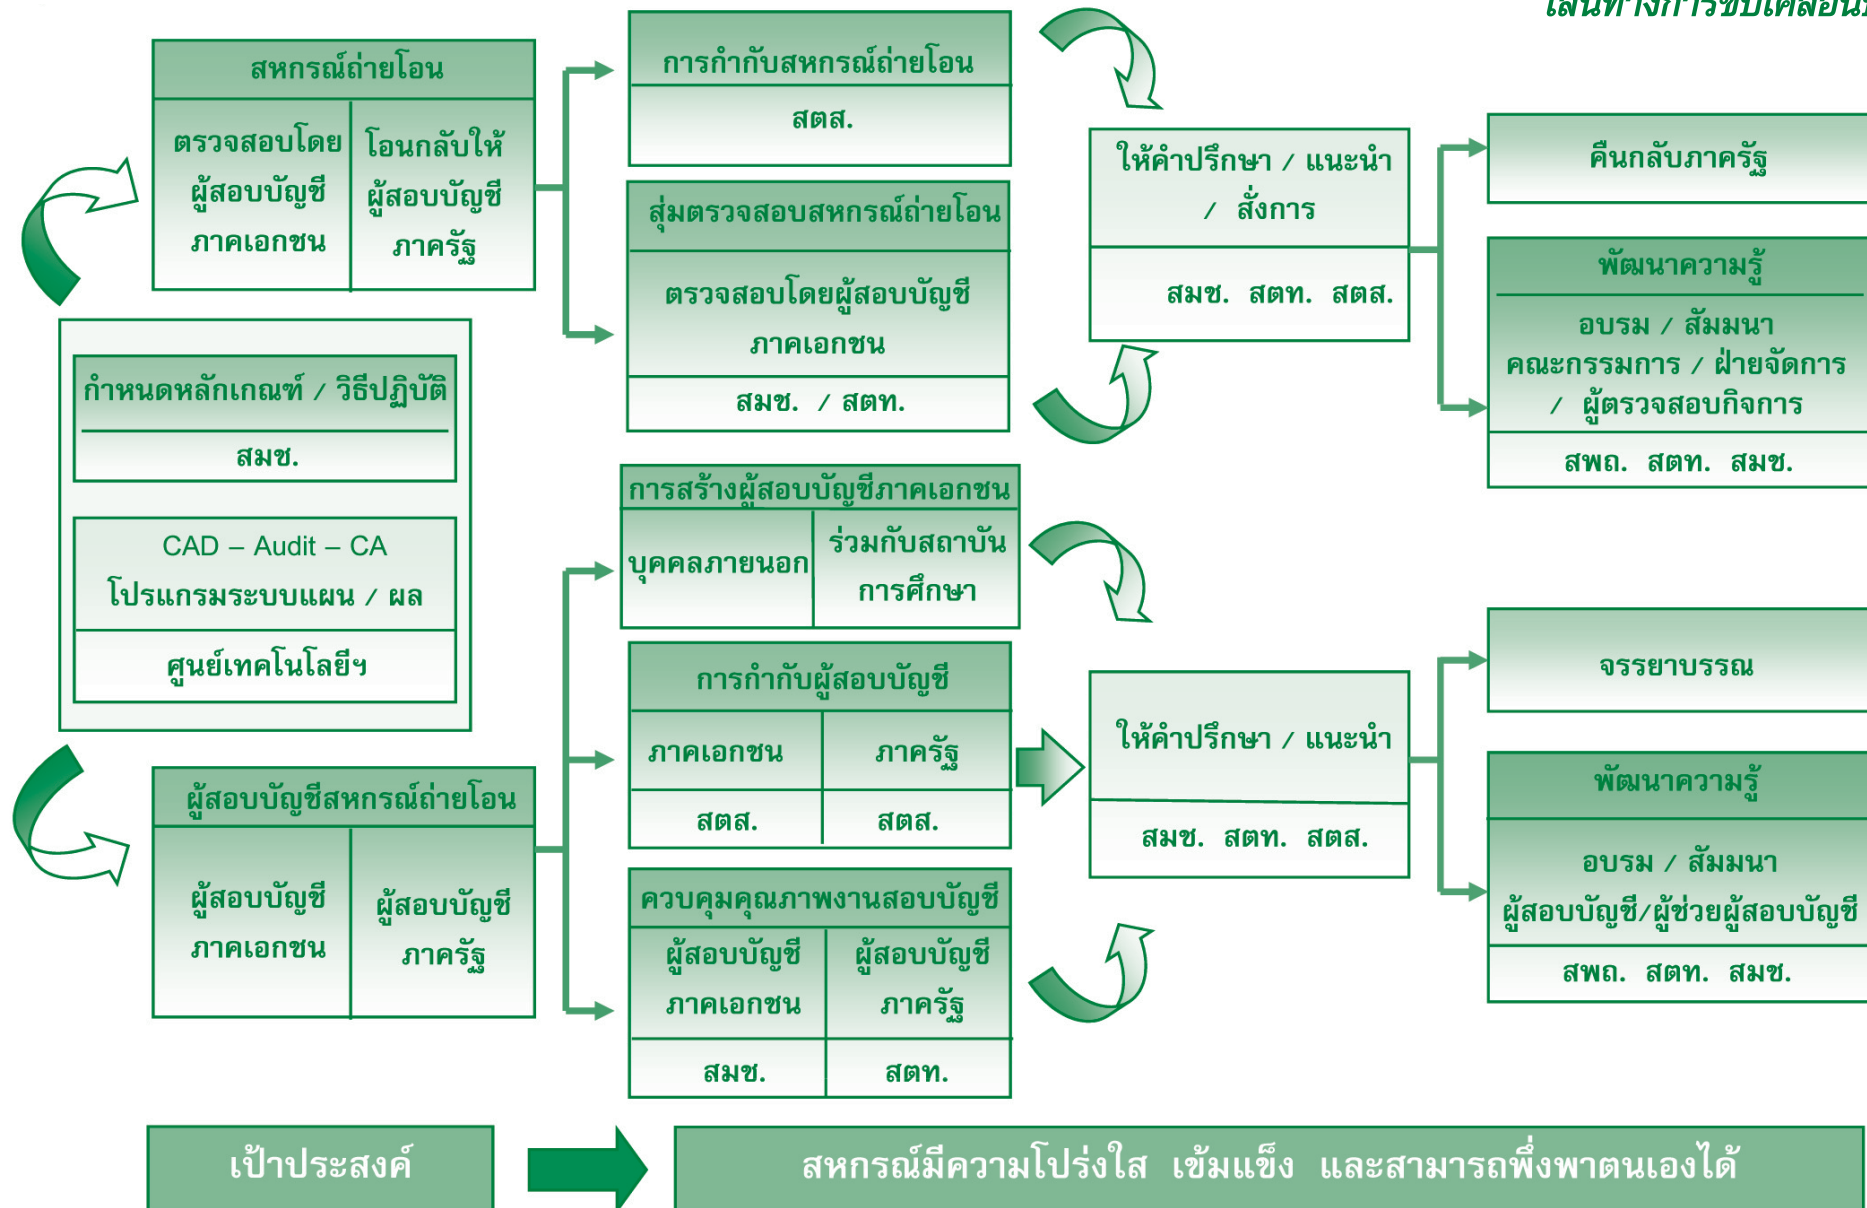 สหกรณ์ถ่ายโอน
ตรวจสอบโดย
ผู้สอบบัญชี
ภาคเอกชน
โอนกลับให้
ผู้สอบบัญชี
ภาครัฐ
กำหนดหลักเกณฑ์ / วิธีปฏิบัติ
สมช.
CAD – Audit – CA
โปรแกรมระบบแผน / ผล
ศูนย์เทคโนโลยีฯ
ผู้สอบบัญชีสหกรณ์ถ่ายโอน
ผู้สอบบัญชี
ภาคเอกชน
ผู้สอบบัญชี
ภาครัฐ
การกำกับสหกรณ์ถ่ายโอน
สตส.
สุ่มตรวจสอบสหกรณ์ถ่ายโอน
ตรวจสอบโดยผู้สอบบัญชี
ภาคเอกชน
สมช. / สตท.
การสร้างผู้สอบบัญชีภาคเอกชน
บุคคลภายนอก
ร่วมกับสถาบัน
การศึกษา
การกำกับผู้สอบบัญชี
ภาคเอกชน
ภาครัฐ
สตส.
สตส.
ควบคุมคุณภาพงานสอบบัญชี
ผู้สอบบัญชี
ภาคเอกชน
ผู้สอบบัญชี
ภาครัฐ
สมช.
สตท.
ให้คำปรึกษา / แนะนำ
/ สั่งการ
สมช. สตท. สตส.
ให้คำปรึกษา / แนะนำ
สมช. สตท. สตส.
คืนกลับภาครัฐ
พัฒนาความรู้
อบรม / สัมมนา
คณะกรรมการ / ฝ่ายจัดการ
/ ผู้ตรวจสอบกิจการ
สพถ. สตท. สมช.
จรรยาบรรณ
พัฒนาความรู้
อบรม / สัมมนา
ผู้สอบบัญชี/ผู้ช่วยผู้สอบบัญชี
สพถ. สตท. สมช.
เป้าประสงค์
สหกรณ์มีความโปร่งใส เข้มแข็ง และสามารถพึ่งพาตนเองได้